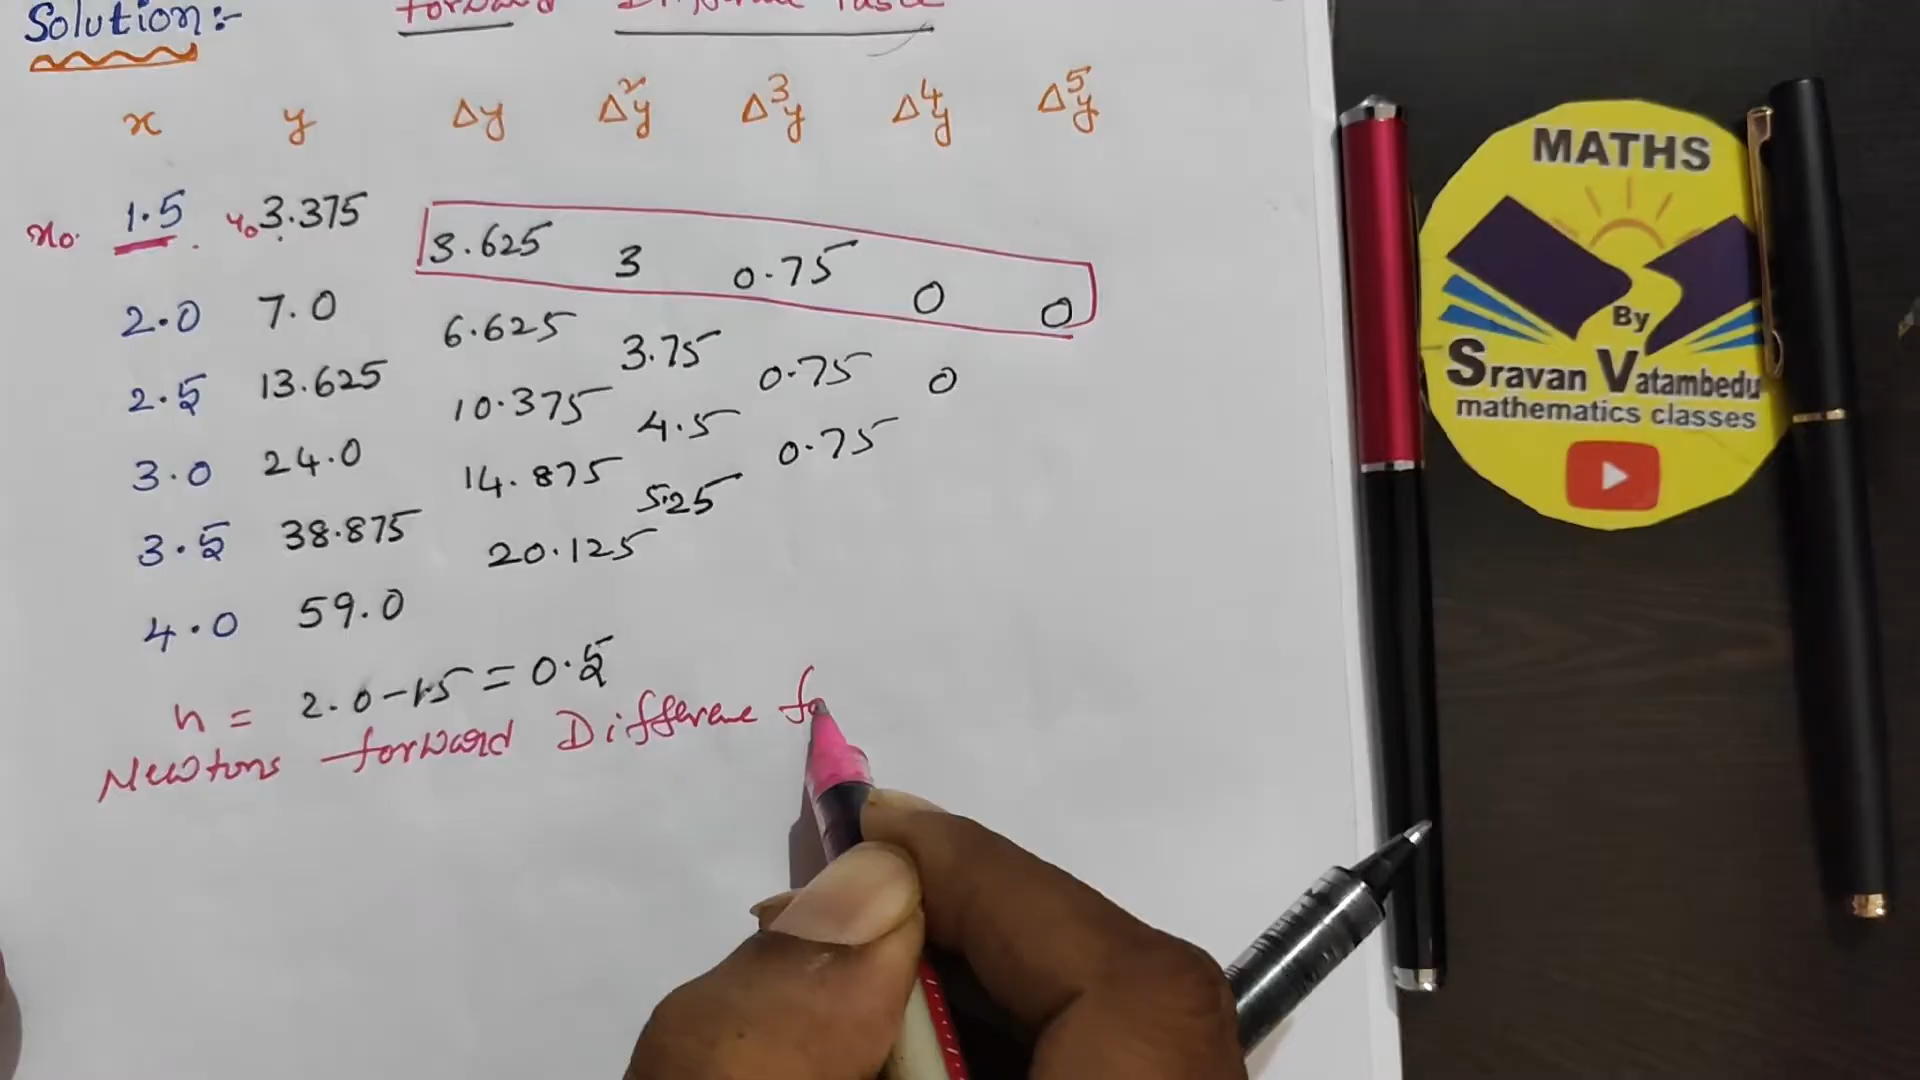 Solution:-
forward Difference Table
x y Δy Δ²y Δ³y Δ⁴y Δ⁵y
x₀. 1.5 y₀ 3.375 3.625 3 0.75 0 0
2.0 7.0 6.625 3.75 0.75 0
2.5 13.625 10.375 4.5 0.75
3.0 24.0 14.875 5.25
3.5 38.875 20.125
4.0 59.0
h = 2.0-1.5 = 0.5
Newtons forward Difference fo
MATHS
By
Sravan Vatambedu
mathematics classes